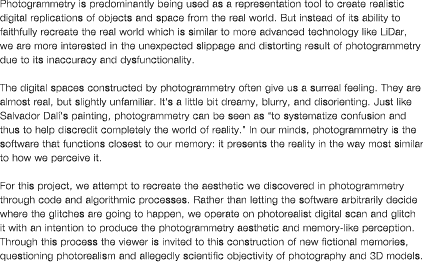 Photogrammetry is predominantly being used as a representation tool to create realistic
digital replications of objects and space from the real world. But instead of its ability to
faithfully recreate the real world which is similar to more advanced technology like LiDar,
we are more interested in the unexpected slippage and distorting result of photogrammetry
due to its inaccuracy and dysfunctionality.

The digital spaces constructed by photogrammetry often give us a surreal feeling. They are
almost real, but slightly unfamiliar. It's a little bit dreamy, blurry, and disorienting. Just like
Salvador Dali's painting, photogrammetry can be seen as “to systematize confusion and
thus to help discredit completely the world of reality.” In our minds, photogrammetry is the
software that functions closest to our memory: it presents the reality in the way most similar
to how we perceive it.

For this project, we attempt to recreate the aesthetic we discovered in photogrammetry
through code and algorithmic processes. Rather than letting the software arbitrarily decide
where the glitches are going to happen, we operate on photorealist digital scan and glitch
it with an intention to produce the photogrammetry aesthetic and memory-like perception.
Through this process the viewer is invited to this construction of new fictional memories,
questioning photorealism and allegedly scientific objectivity of photography and 3D models.